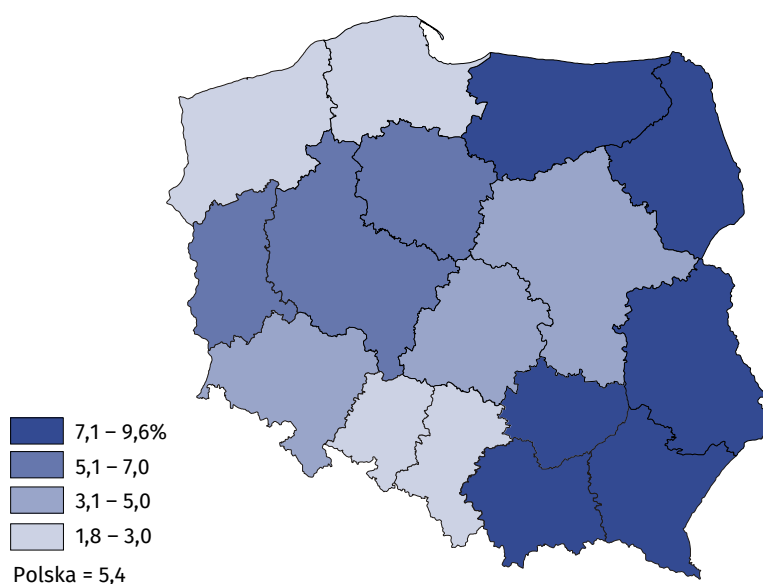 7,1 – 9,6%
5,1 – 7,0
3,1 – 5,0
1,8 – 3,0
Polska = 5,4